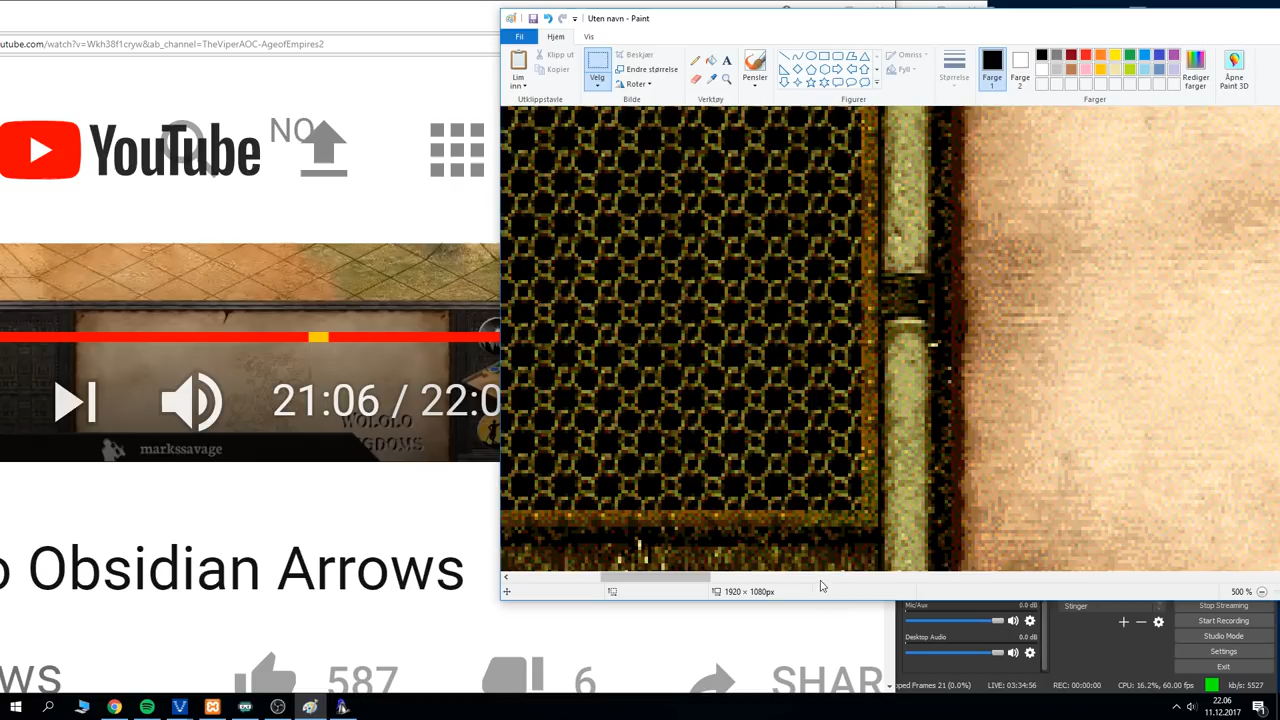 utube.com/watch?v=Wkh38f1cryw&ab_channel=TheViperAOC-AgeofEmpires2
YouTube
NO
21:06 / 22:0
WOLOLO
marksavage
o Obsidian Arrows
ws
587
6
SHAR
Uten navn - Paint
Fil
Hjem
Vis
Lim
inn
Klipp ut
Kopier
Utklippstavle
Velg
Beskjær
Endre størrelse
Roter
Bilde
A
Verktøy
Pensler
Omriss
Fyll
Figurer
Størrelse
Farge
1
Farge
2
Rediger
farger
Farger
Åpne
Paint 3D
1920 × 1080px
500 %
Mic/Aux
0.0 dB
Desktop Audio
0.0 dB
Stinger
Stop Streaming
Start Recording
Studio Mode
Settings
Exit
pped Frames 21 (0.0%)
LIVE: 03:34:56
REC: 00:00:00
CPU: 16.2%, 60.00 fps
kb/s: 5527
22.06
11.12.2017